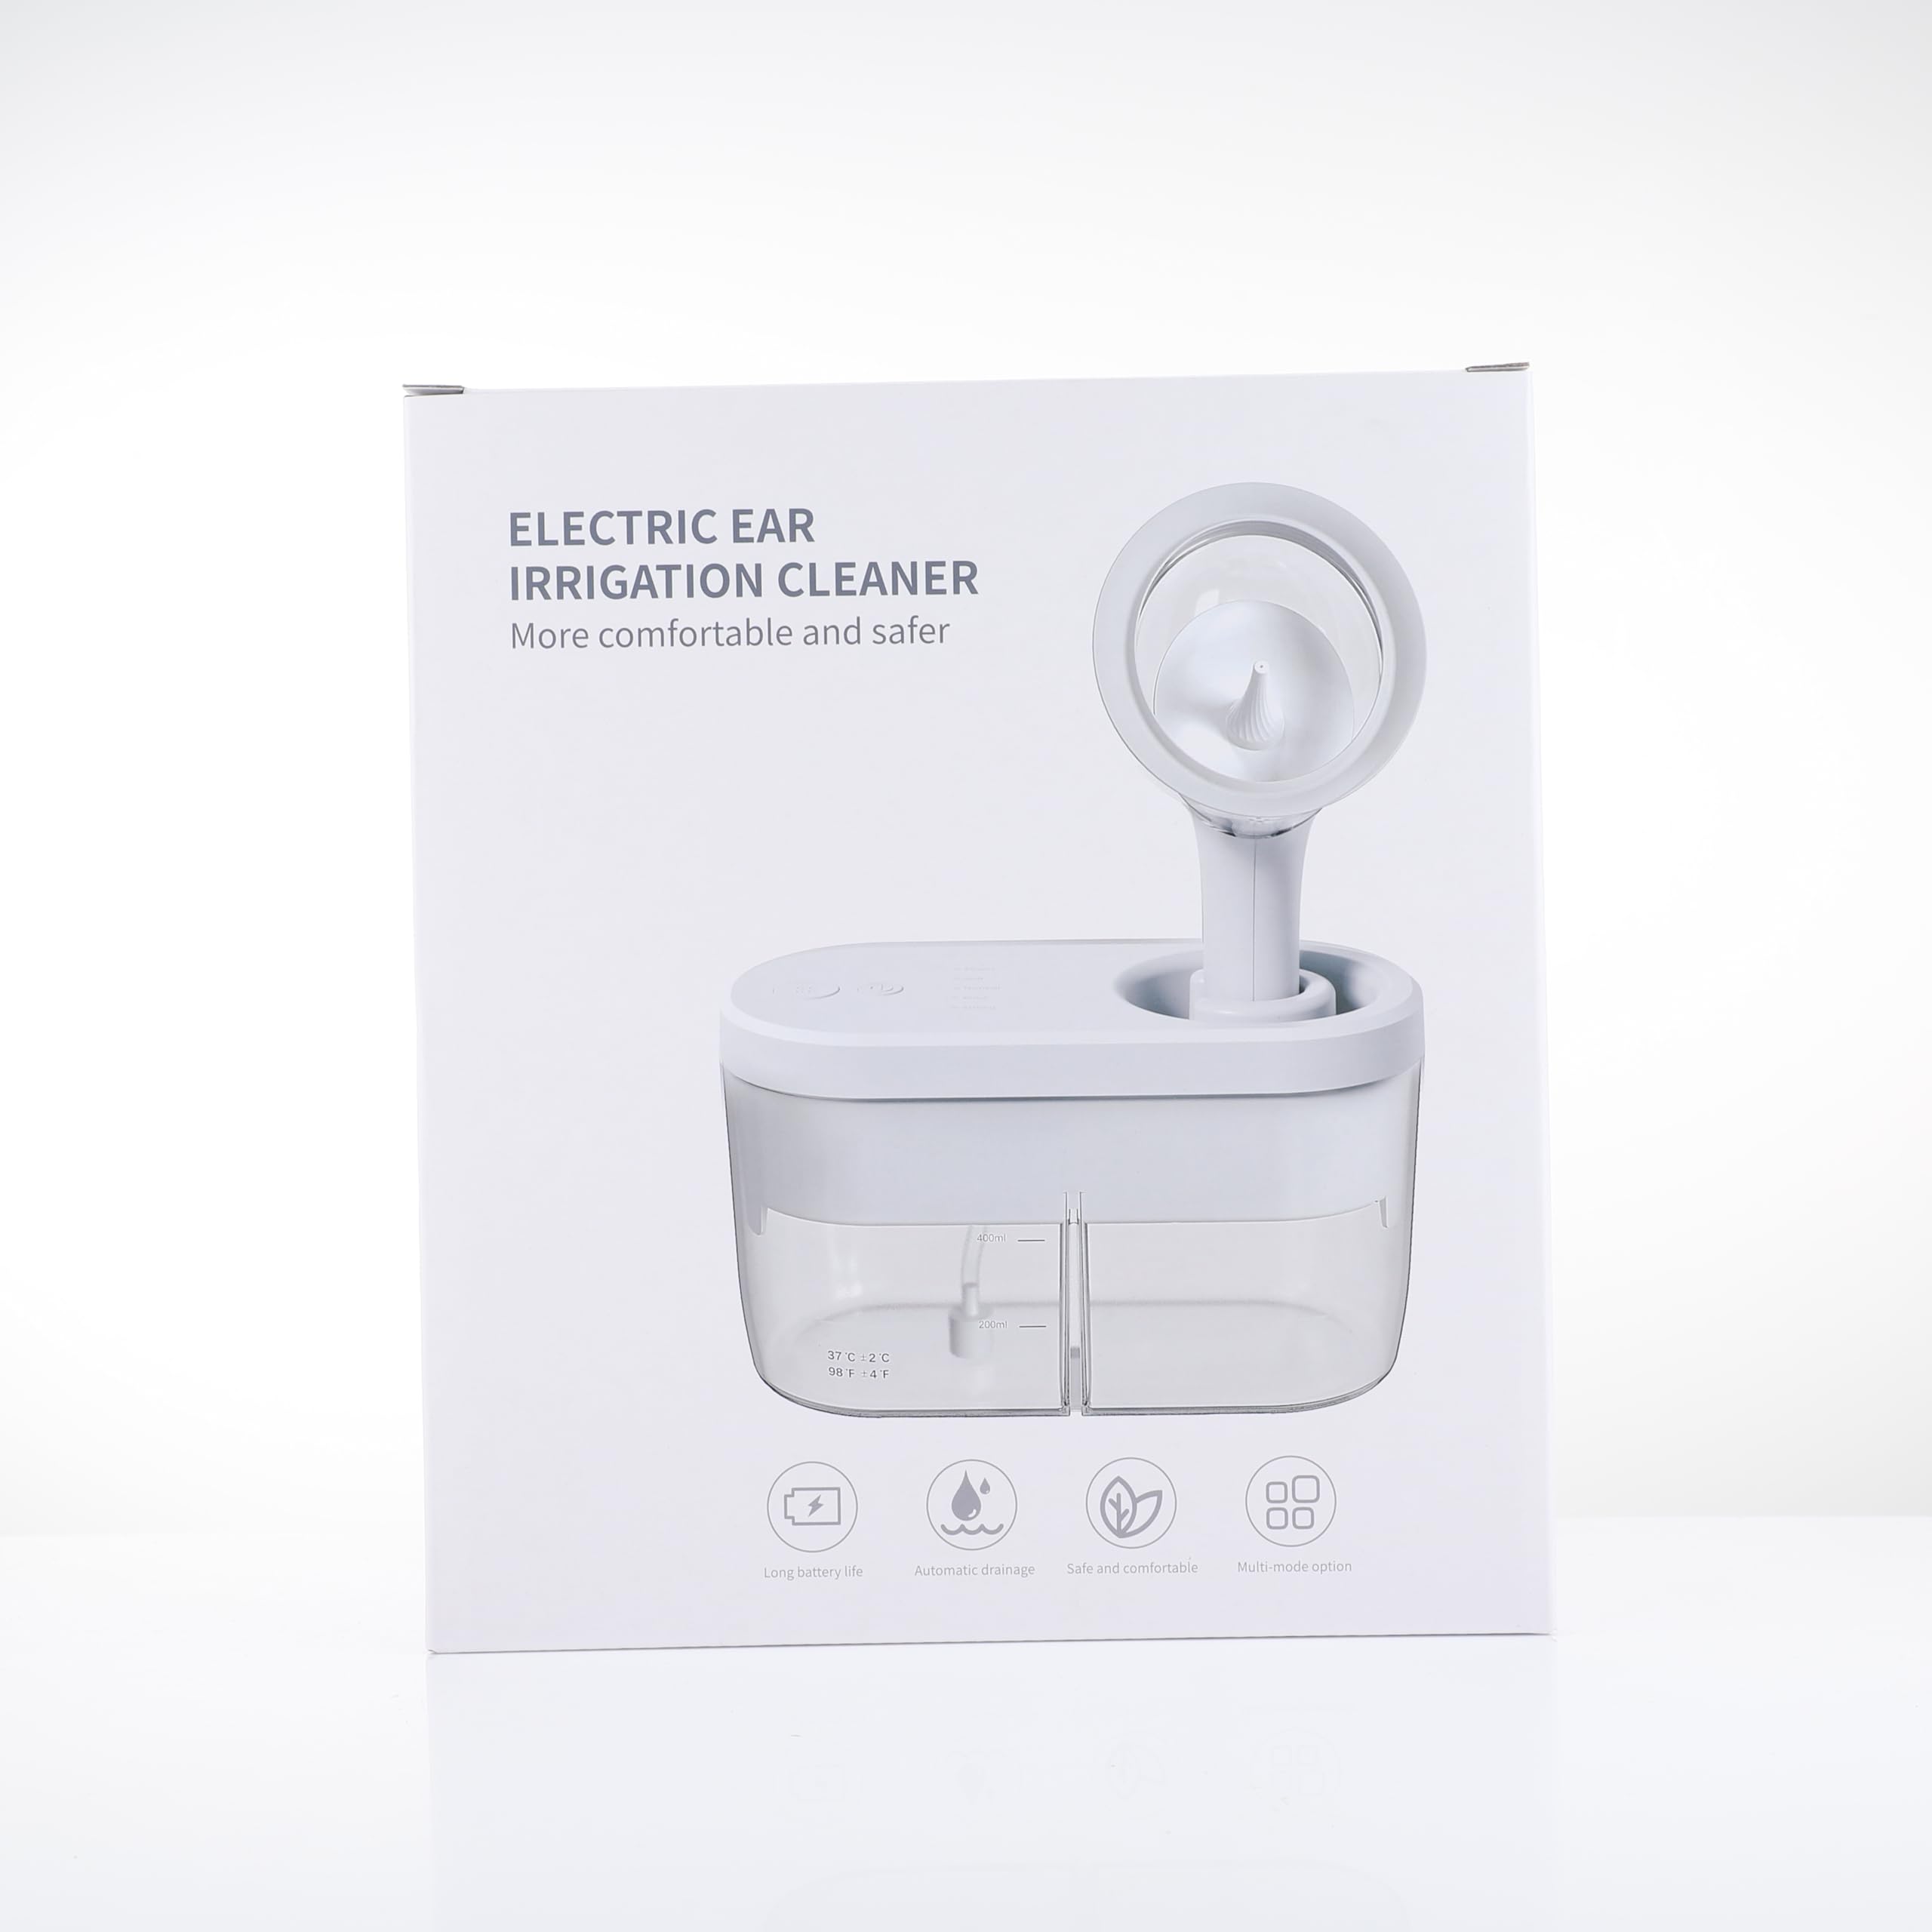 ELECTRIC EAR
IRRIGATION CLEANER
More comfortable and safer
400ml
200ml
37°C ±2°C
98°F ±4°F
Long battery life
Automatic drainage
Safe and comfortable
Multi-mode option